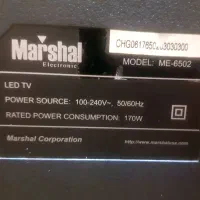 Marshal
Electronic
MODEL: ME-6502
LED TV
POWER SOURCE: 100-240V~, 50/60Hz
RATED POWER CONSUMPTION: 170W
Marshal Corporation